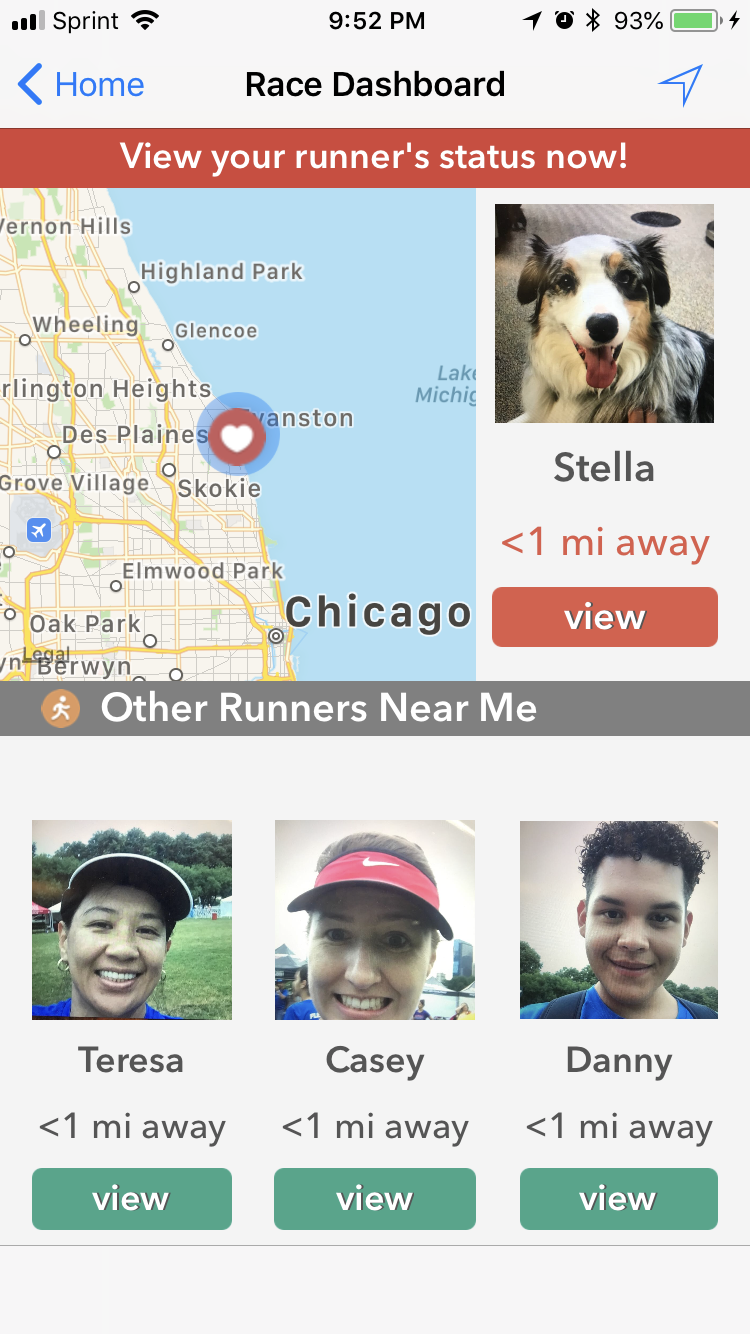 Sprint 9:52 PM 93%
Home Race Dashboard
View your runner's status now!
Vernon Hills
Highland Park
Wheeling
Glencoe
rlington Heights
Lake
Michig
vanston
Des Plaines
Grove Village
Skokie
Stella
<1 mi away
Elmwood Park
Chicago
view
Oak Park
Legal
yn
Berwyn
Other Runners Near Me
Teresa Casey Danny
<1 mi away <1 mi away <1 mi away
view view view